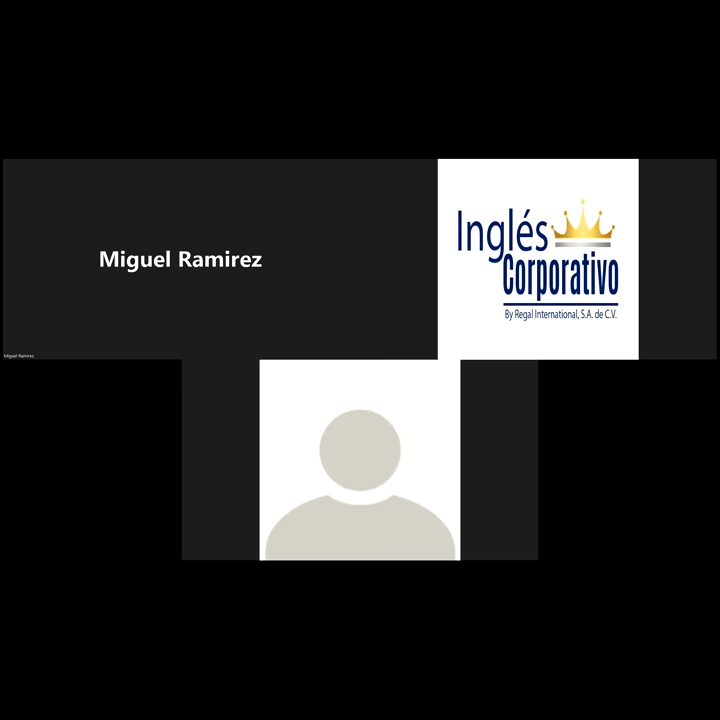 Miguel Ramirez
Inglés
Corporativo
By Regal International, S.A. de C.V.
Miguel Ramirez